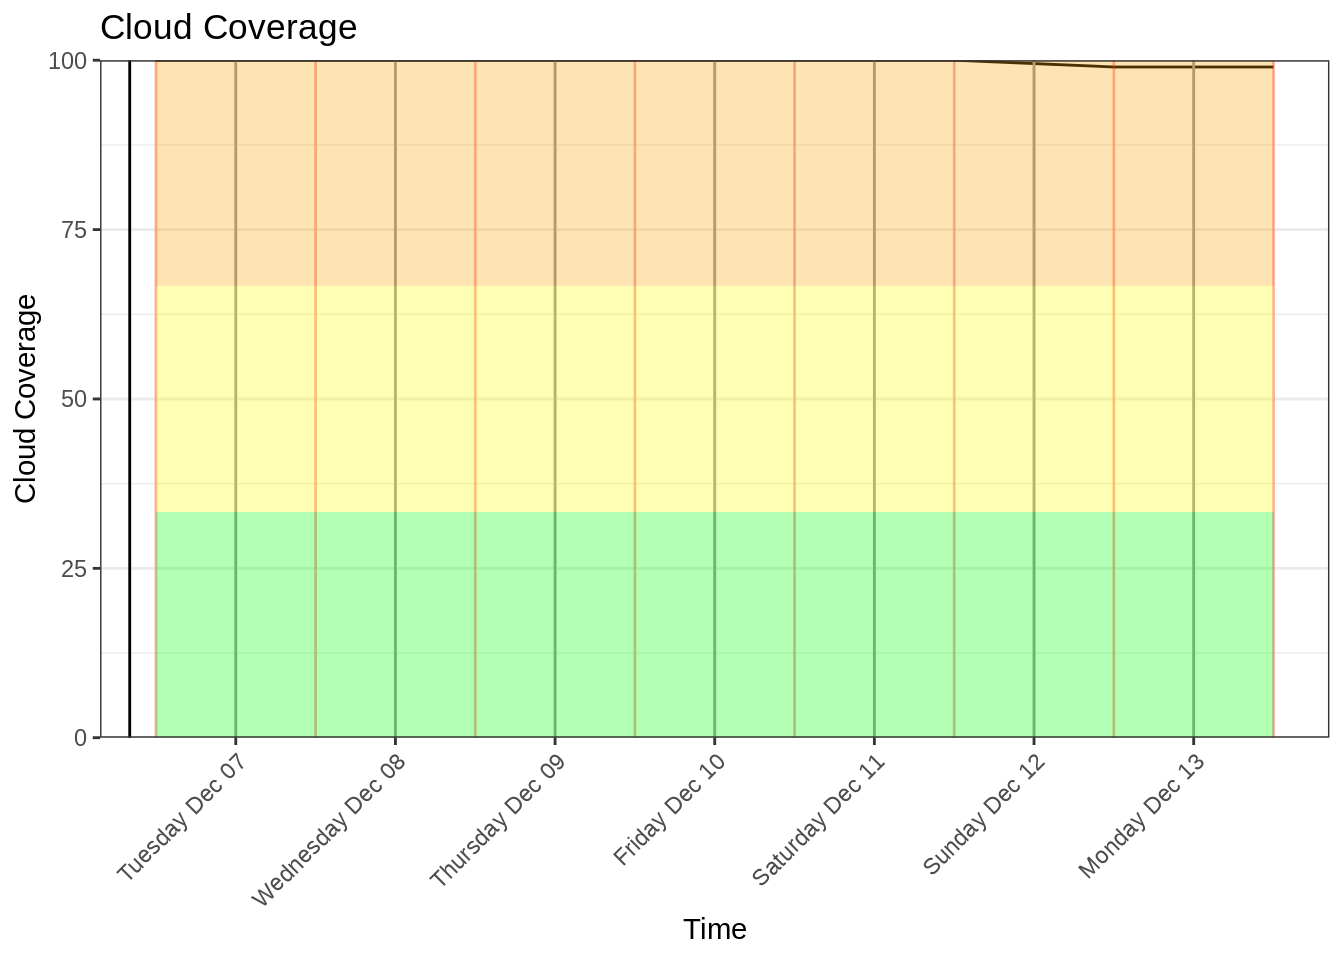 Cloud Coverage
Cloud Coverage
100
75
50
25
0
Tuesday Dec 07
Wednesday Dec 08
Thursday Dec 09
Friday Dec 10
Saturday Dec 11
Sunday Dec 12
Monday Dec 13
Time